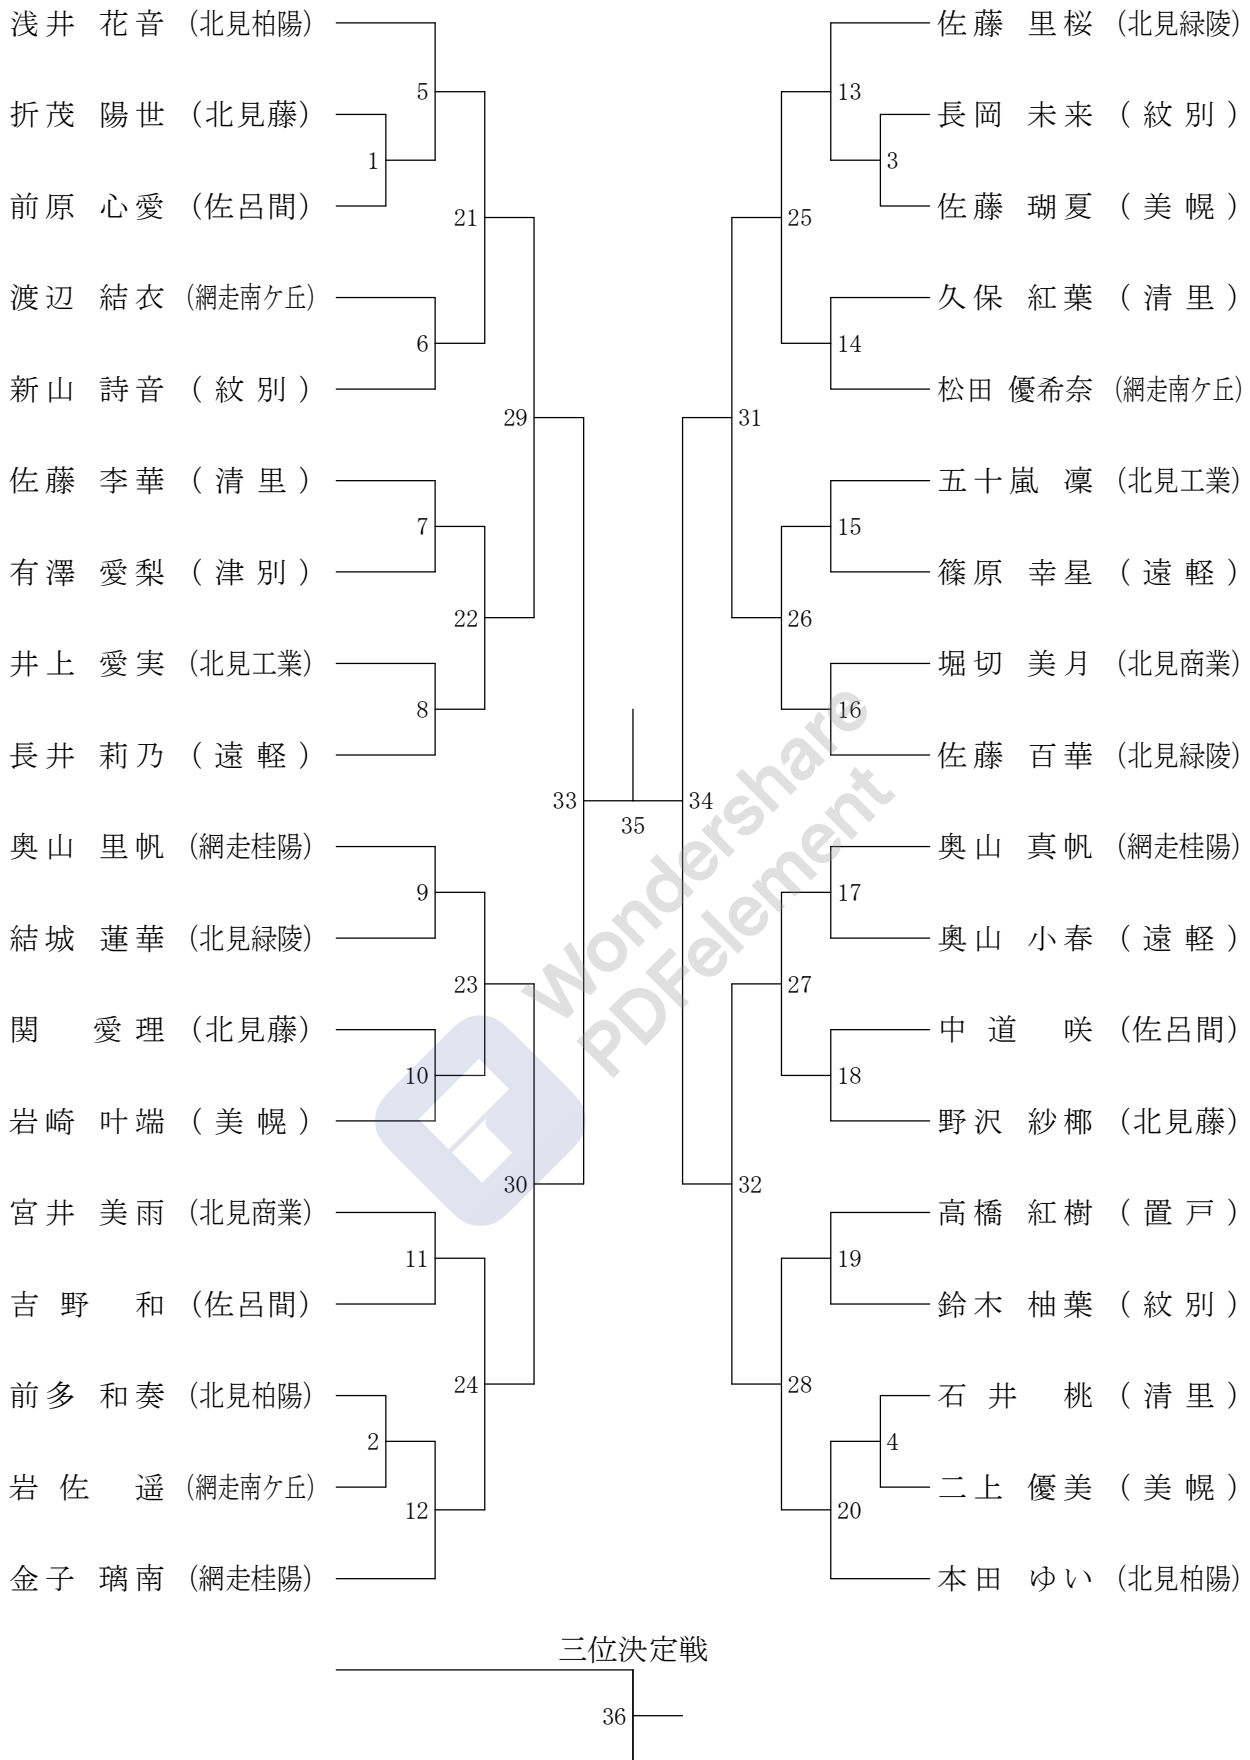 浅井 花音 (北見柏陽)
折茂 陽世 (北見藤)
前原 心愛 (佐呂間)
渡辺 結衣 (網走南ケ丘)
新山 詩音 (紋別)
佐藤 李華 (清里)
有澤 愛梨 (津別)
井上 愛実 (北見工業)
長井 莉乃 (遠軽)
奥山 里帆 (網走桂陽)
結城 蓮華 (北見緑陵)
関 愛理 (北見藤)
岩崎 叶端 (美幌)
宮井 美雨 (北見商業)
吉野 和 (佐呂間)
前多 和奏 (北見柏陽)
岩佐 遥 (網走南ケ丘)
金子 璃南 (網走桂陽)
1
2
5
6
7
8
9
10
11
12
21
22
23
24
29
30
33
35
34
31
32
25
26
27
28
13
14
15
16
17
18
19
20
3
4
佐藤 里桜 (北見緑陵)
長岡 未来 (紋別)
佐藤 瑚夏 (美幌)
久保 紅葉 (清里)
松田 優希奈 (網走南ケ丘)
五十嵐 凜 (北見工業)
篠原 幸星 (遠軽)
堀切 美月 (北見商業)
佐藤 百華 (北見緑陵)
奥山 真帆 (網走桂陽)
奥山 小春 (遠軽)
中道 咲 (佐呂間)
野沢 紗椰 (北見藤)
高橋 紅樹 (置戸)
鈴木 柚葉 (紋別)
石井 桃 (清里)
二上 優美 (美幌)
本田 ゆい (北見柏陽)
Wondershare
PDFelement
三位決定戦
36